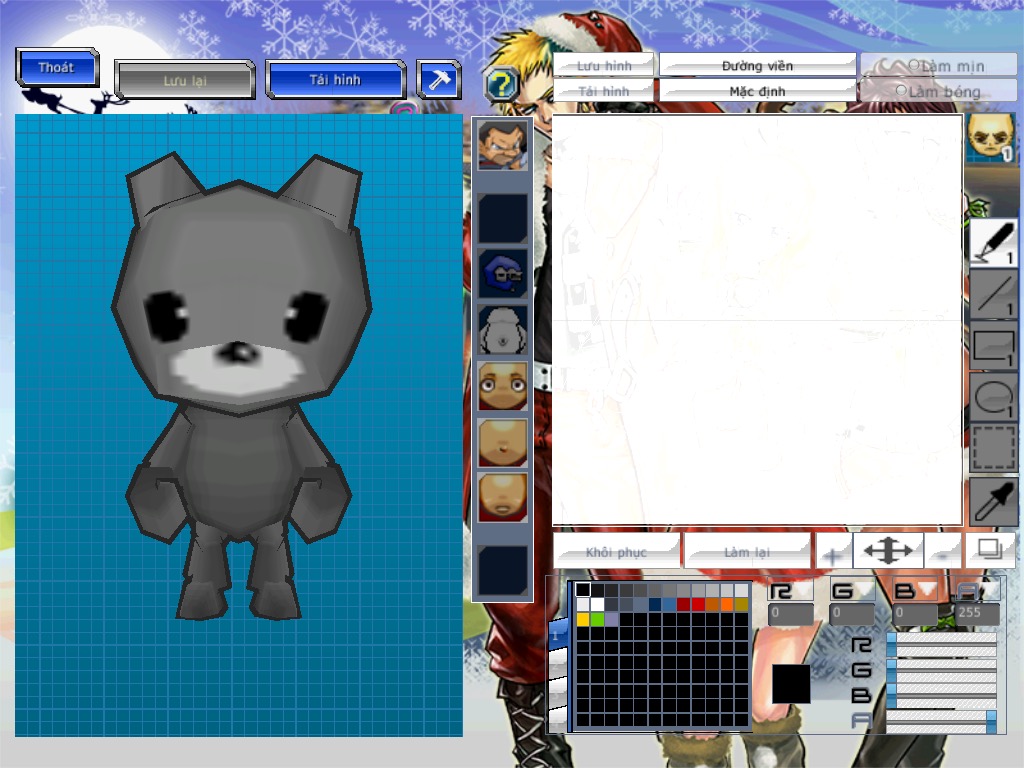 Thoát
Lưu lại
Tải hình
?
Lưu hình
Đường viền
Làm mịn
Tải hình
Mặc định
Làm bóng
1
1
1
1
1
Khôi phục
Làm lại
+
-
R G B A
0 0 0 255
1
R
G
B
A